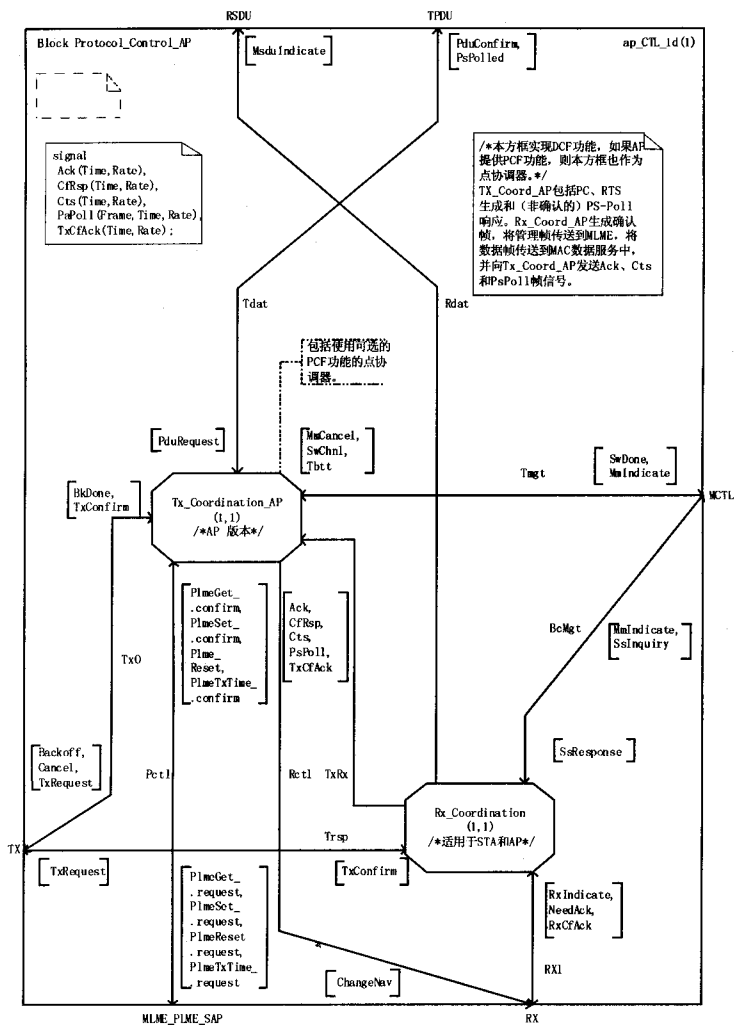 RSDU
TPDU
Block Protocol_Control_AP
ap_CTL_1d(1)
[MsduIndicate]
[PduConfirm,
PsPolled]
signal
Ack(Time,Rate),
CfRsp(Time,Rate),
Cts(Time,Rate),
PsPoll(Frame,Time,Rate),
TxCfAck(Time,Rate);
/*本方框实现DCF功能，如果AP
提供PCF功能，则本方框也作为
点协调器。*/
TX_Coord_AP包括PC、RTS
生成和（非确认的）PS-Poll
响应。Rx_Coord_AP生成确认
帧，将管理帧传送到MLME，将
数据帧传送到MAC数据服务中，
并向Tx_Coord_AP发送Ack、Cts
和PsPoll帧信号。
Tdat
Rdat
包括使用可选的
PCF功能的点协
调器。
[PduRequest]
[MmCancel,
SwChnl,
Tbtt]
Tmgt
[SwDone,
MmIndicate]
MCTL
[BkDone,
TxConfirm]
Tx_Coordination_AP
(1,1)
/*AP 版本*/
[PlmeGet_
.confirm,
PlmeSet_
.confirm,
Plme_
Reset,
PlmeTxTime_
.confirm]
[Ack,
CfRsp,
Cts,
PsPoll,
TxCfAck]
BcMgt
[MmIndicate,
SsInquiry]
TxO
[Backoff,
Cancel,
TxRequest]
Pctl
Rctl
TxRx
[SsResponse]
Rx_Coordination
(1,1)
/*适用于STA和AP*/
Trsp
TX
[TxRequest]
[TxConfirm]
[PlmeGet_
.request,
PlmeSet_
.request,
PlmeReset
.request,
PlmeTxTime_
.request]
[RxIndicate,
NeedAck,
RxCfAck]
RXl
[ChangeNav]
MLME_PLME_SAP
RX